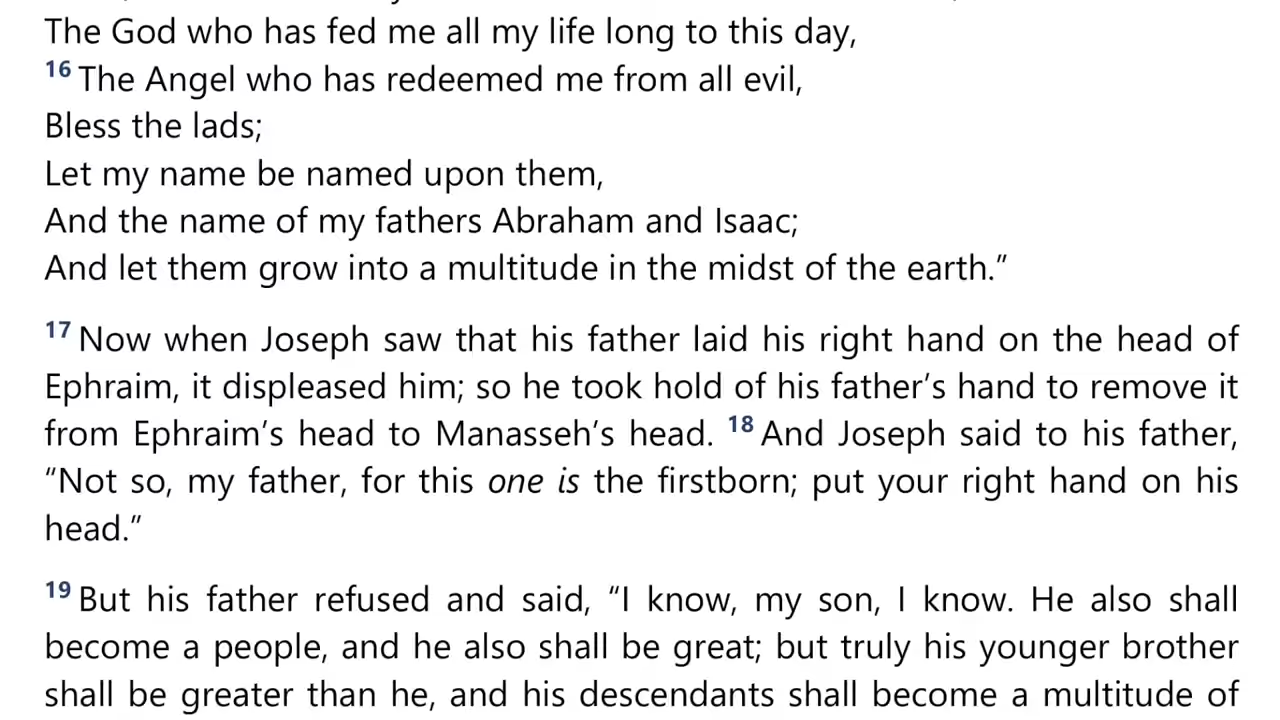 The God who has fed me all my life long to this day,
16 The Angel who has redeemed me from all evil,
Bless the lads;
Let my name be named upon them,
And the name of my fathers Abraham and Isaac;
And let them grow into a multitude in the midst of the earth.”
17 Now when Joseph saw that his father laid his right hand on the head of
Ephraim, it displeased him; so he took hold of his father’s hand to remove it
from Ephraim’s head to Manasseh’s head. 18 And Joseph said to his father,
“Not so, my father, for this one is the firstborn; put your right hand on his
head.”
19 But his father refused and said, “I know, my son, I know. He also shall
become a people, and he also shall be great; but truly his younger brother
shall be greater than he, and his descendants shall become a multitude of